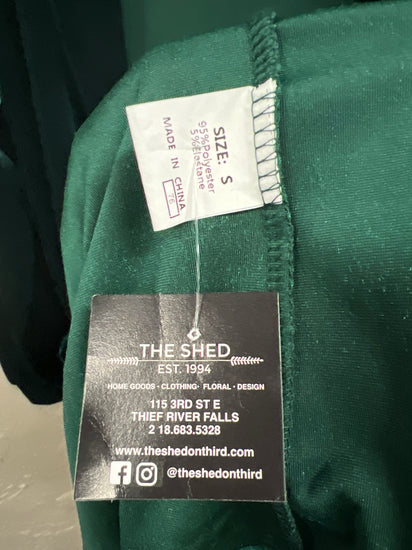 SIZE: S
95%Polyester
5%Elastane
MADE IN CHINA
THE SHED
EST. 1994
HOME GOODS • CLOTHING • FLORAL • DESIGN
115 3RD ST E
THIEF RIVER FALLS
2 18.683.5328
www.theshedonthird.com
@theshedonthird